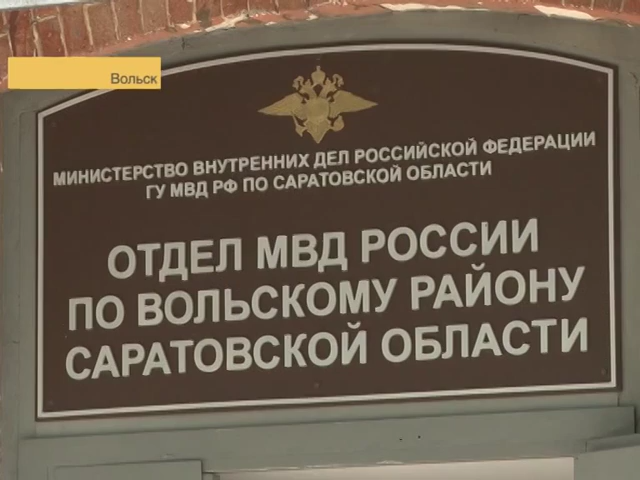 Вольск
МИНИСТЕРСТВО ВНУТРЕННИХ ДЕЛ РОССИЙСКОЙ ФЕДЕРАЦИИ
ГУ МВД РФ ПО САРАТОВСКОЙ ОБЛАСТИ
ОТДЕЛ МВД РОССИИ
ПО ВОЛЬСКОМУ РАЙОНУ
САРАТОВСКОЙ ОБЛАСТИ